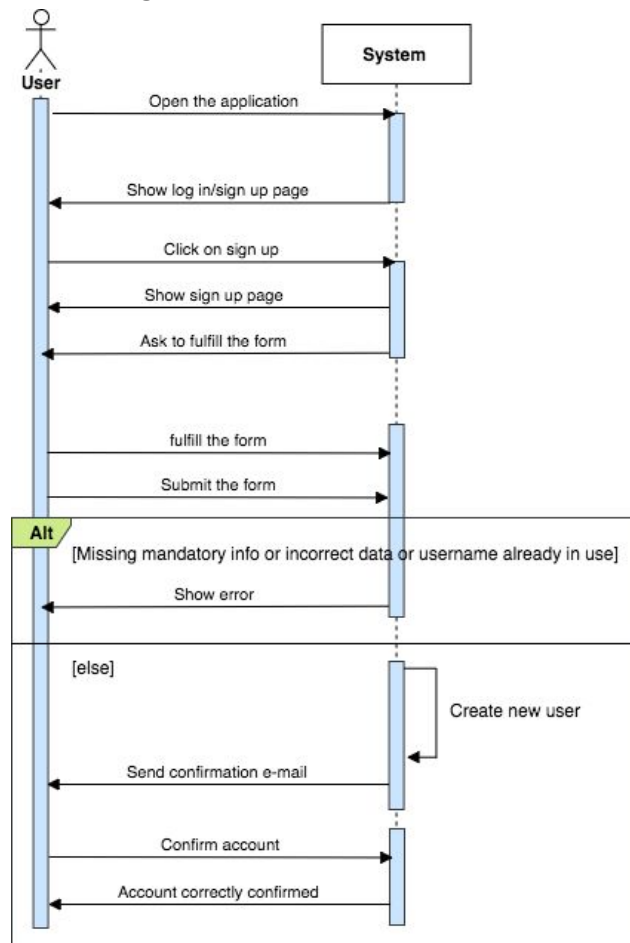 User
System
Open the application
Show log in/sign up page
Click on sign up
Show sign up page
Ask to fulfill the form
fulfill the form
Submit the form
Alt
[Missing mandatory info or incorrect data or username already in use]
Show error
[else]
Create new user
Send confirmation e-mail
Confirm account
Account correctly confirmed